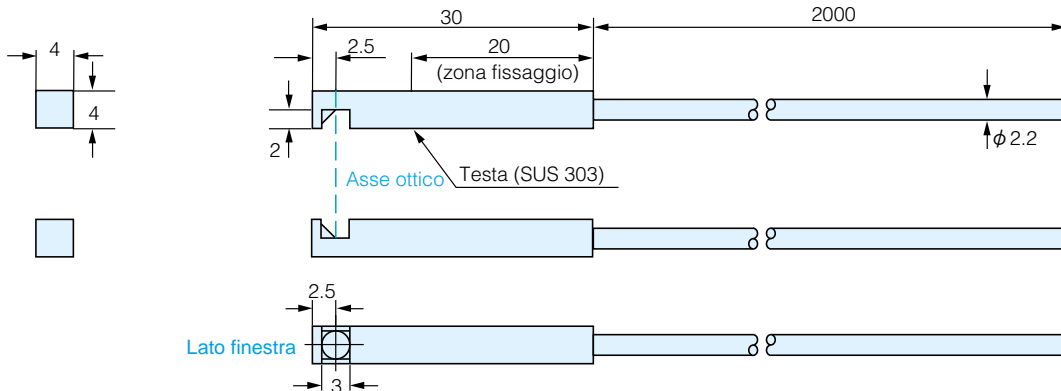 30
2000
4
2.5
20
(zona fissaggio)
4
2
φ 2.2
Asse ottico
Testa (SUS 303)
2.5
Lato finestra
3